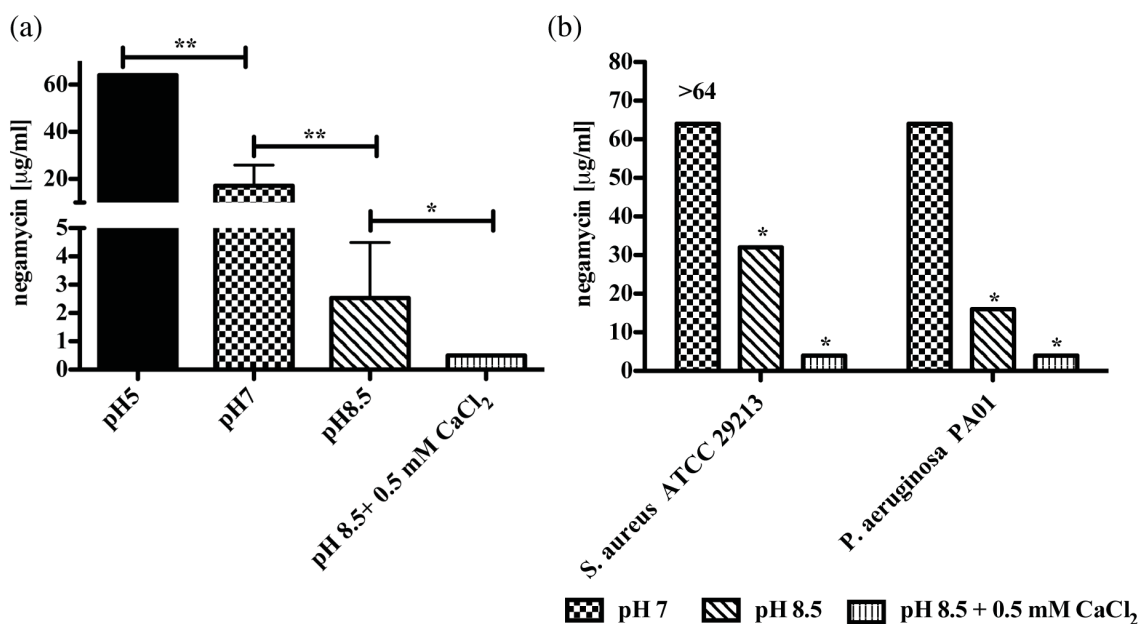 (a)
**
**
*
negamycin [µg/ml]
60
40
20
5
4
3
2
1
0
pH5
pH7
pH8.5
pH 8.5+ 0.5 mM CaCl₂
(b)
>64
*
*
*
*
negamycin [µg/ml]
80
70
60
50
40
30
20
10
0
S. aureus ATCC 29213
P. aeruginosa PA01
pH 7
pH 8.5
pH 8.5 + 0.5 mM CaCl₂